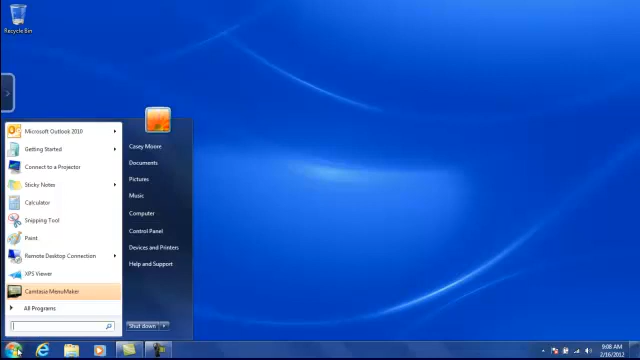 Recycle Bin
Microsoft Outlook 2010
Getting Started
Connect to a Projector
Sticky Notes
Calculator
Snipping Tool
Paint
Remote Desktop Connection
XPS Viewer
Camtasia MenuMaker
All Programs
Casey Moore
Documents
Pictures
Music
Computer
Control Panel
Devices and Printers
Help and Support
Shut down
9:08 AM
2/16/2012